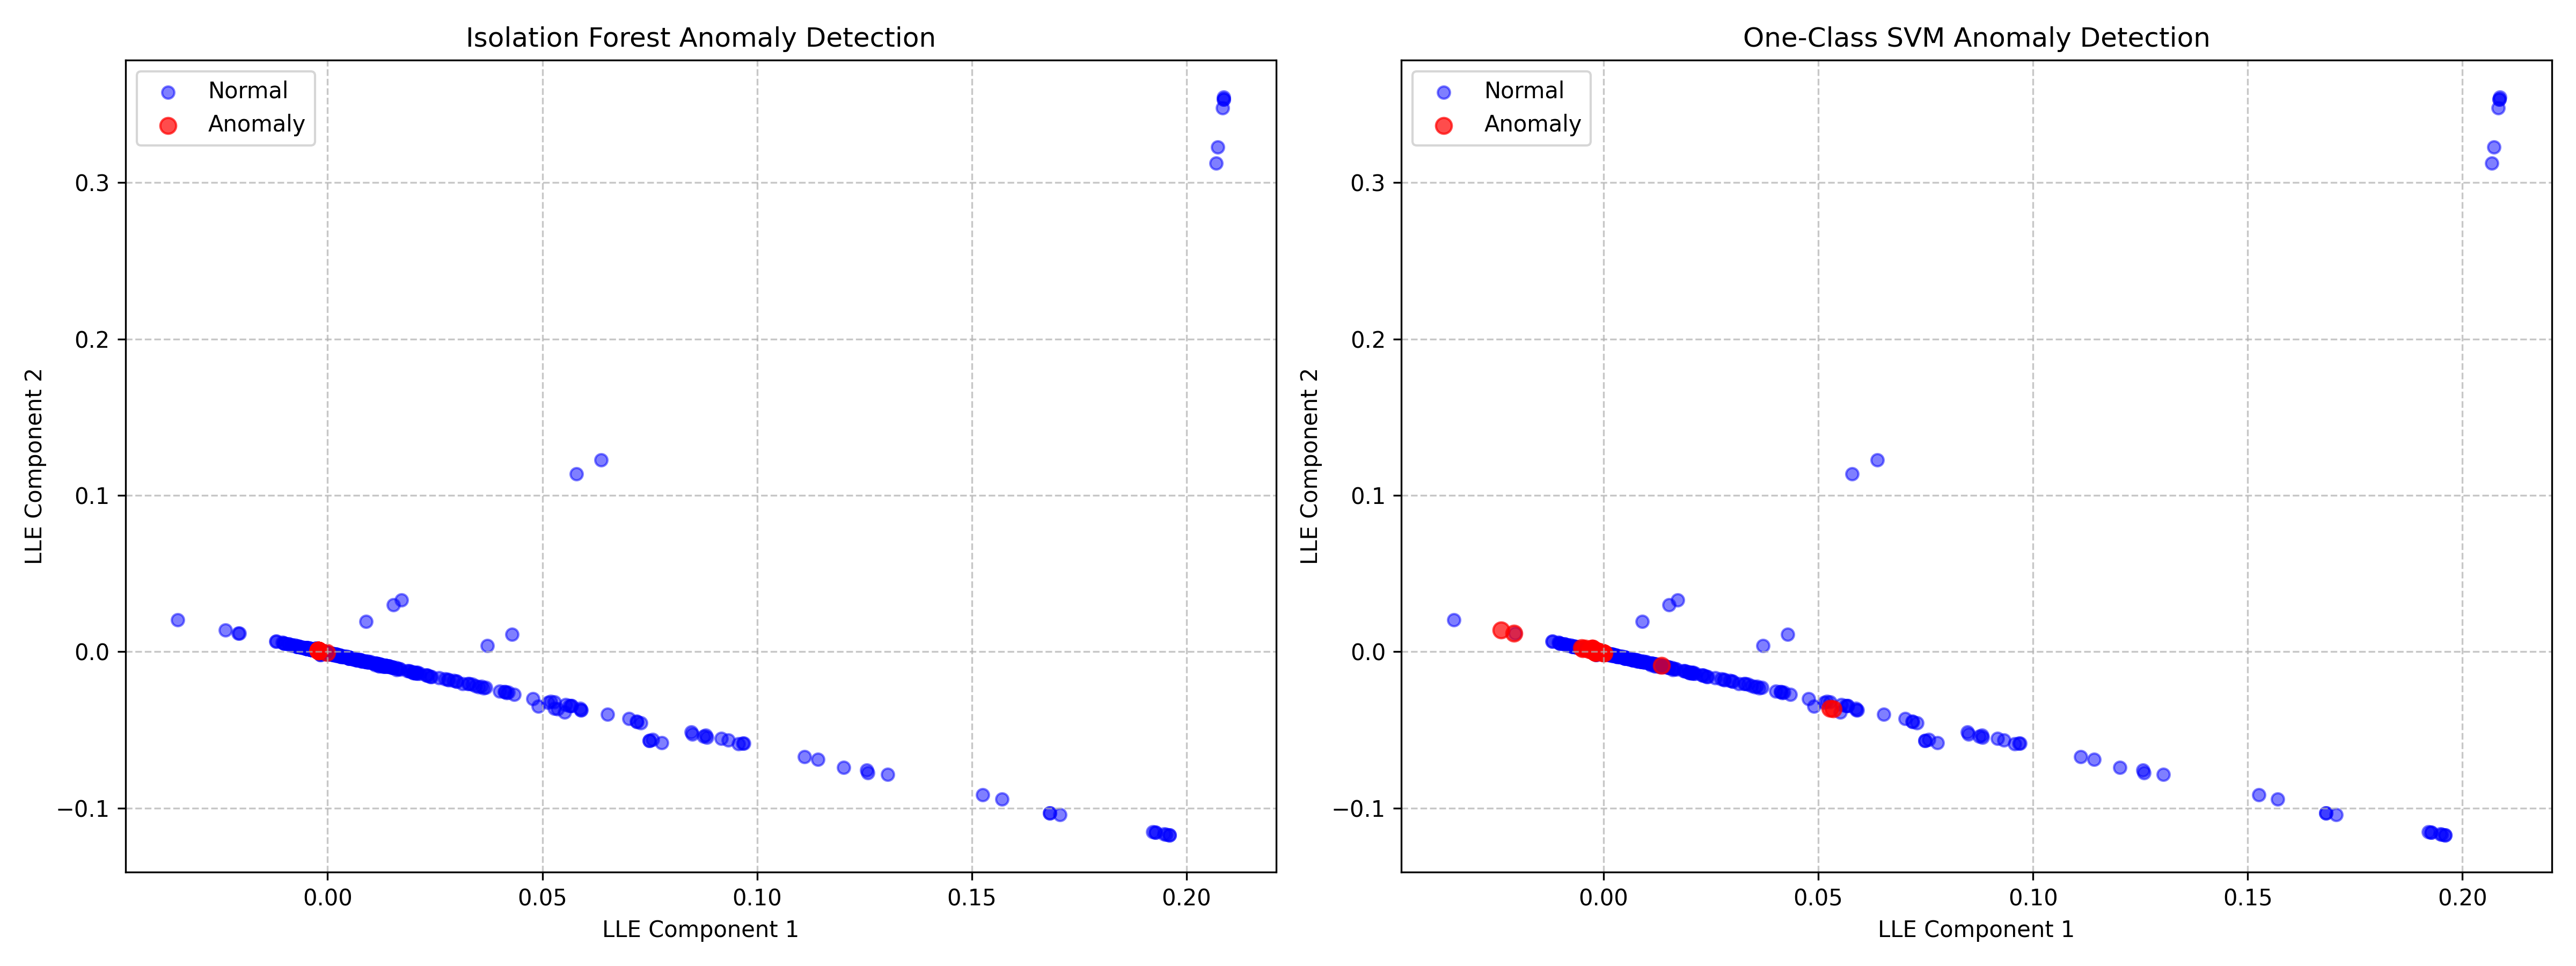 Isolation Forest Anomaly Detection
Normal
Anomaly
LLE Component 2
0.3
0.2
0.1
0.0
−0.1
0.00 0.05 0.10 0.15 0.20
LLE Component 1
One-Class SVM Anomaly Detection
Normal
Anomaly
LLE Component 2
0.3
0.2
0.1
0.0
−0.1
0.00 0.05 0.10 0.15 0.20
LLE Component 1